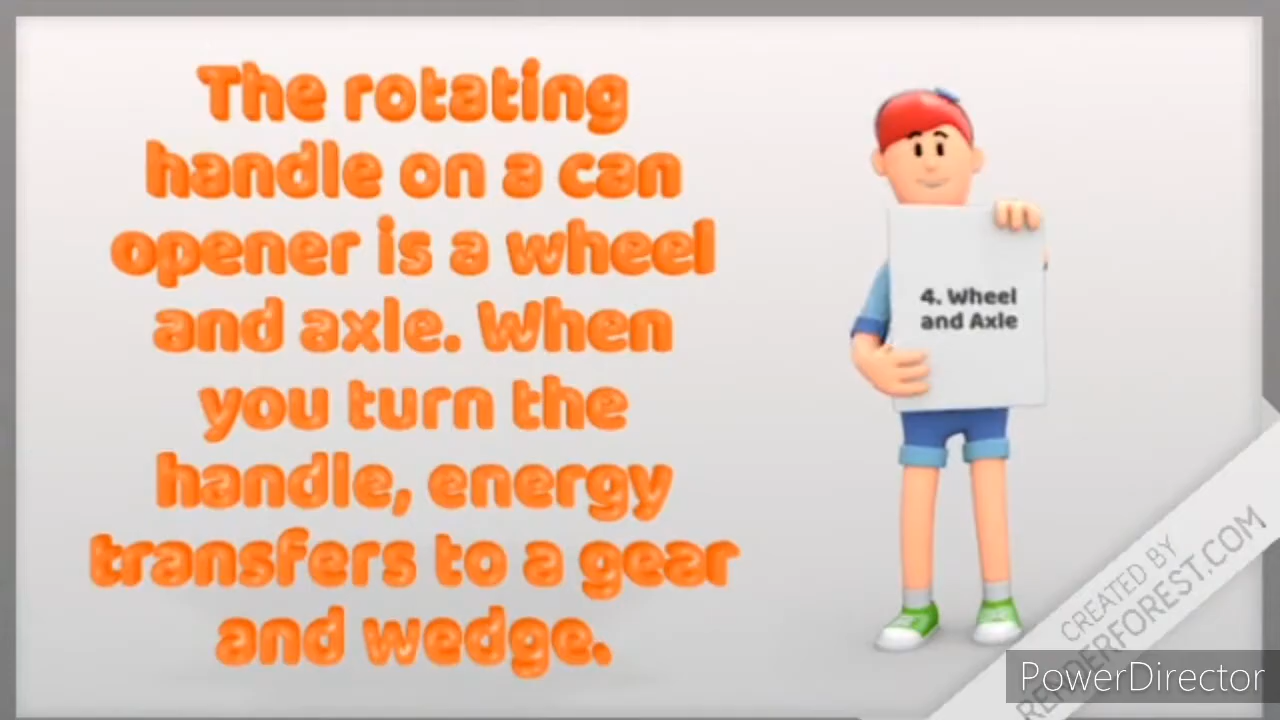 The rotating
handle on a can
opener is a wheel
and axle. When
you turn the
handle, energy
transfers to a gear
and wedge.
4. Wheel
and Axle
CREATED BY
RENDERFOREST.COM
PowerDirector